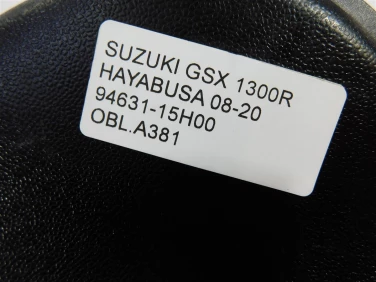 SUZUKI GSX 1300R
HAYABUSA 08-20
94631-15H00
OBL.A381